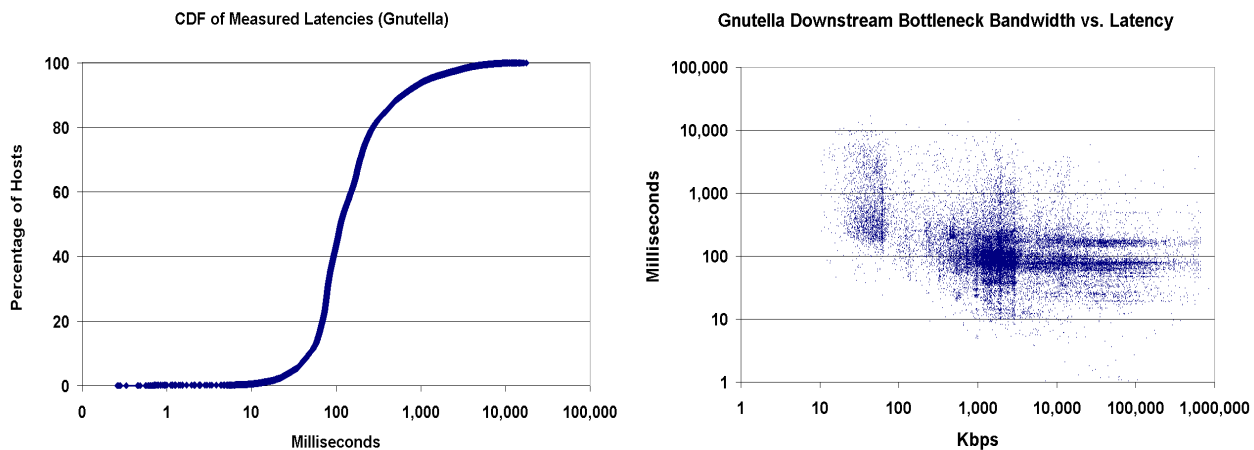 CDF of Measured Latencies (Gnutella)
Percentage of Hosts
100
80
60
40
20
0
0 1 10 100 1,000 10,000 100,000
Milliseconds
Gnutella Downstream Bottleneck Bandwidth vs. Latency
Milliseconds
100,000
10,000
1,000
100
10
1
1 10 100 1,000 10,000 100,000 1,000,000
Kbps